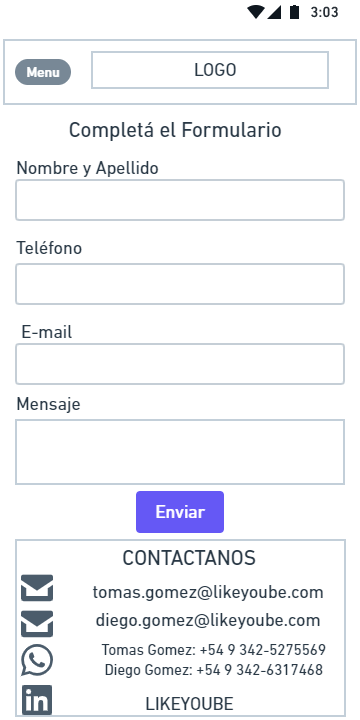 3:03
Menu
LOGO
Completá el Formulario
Nombre y Apellido
Teléfono
E-mail
Mensaje
Enviar
CONTACTANOS
tomas.gomez@likeyoube.com
diego.gomez@likeyoube.com
Tomas Gomez: +54 9 342-5275569
Diego Gomez: +54 9 342-6317468
in
LIKEYOUBE